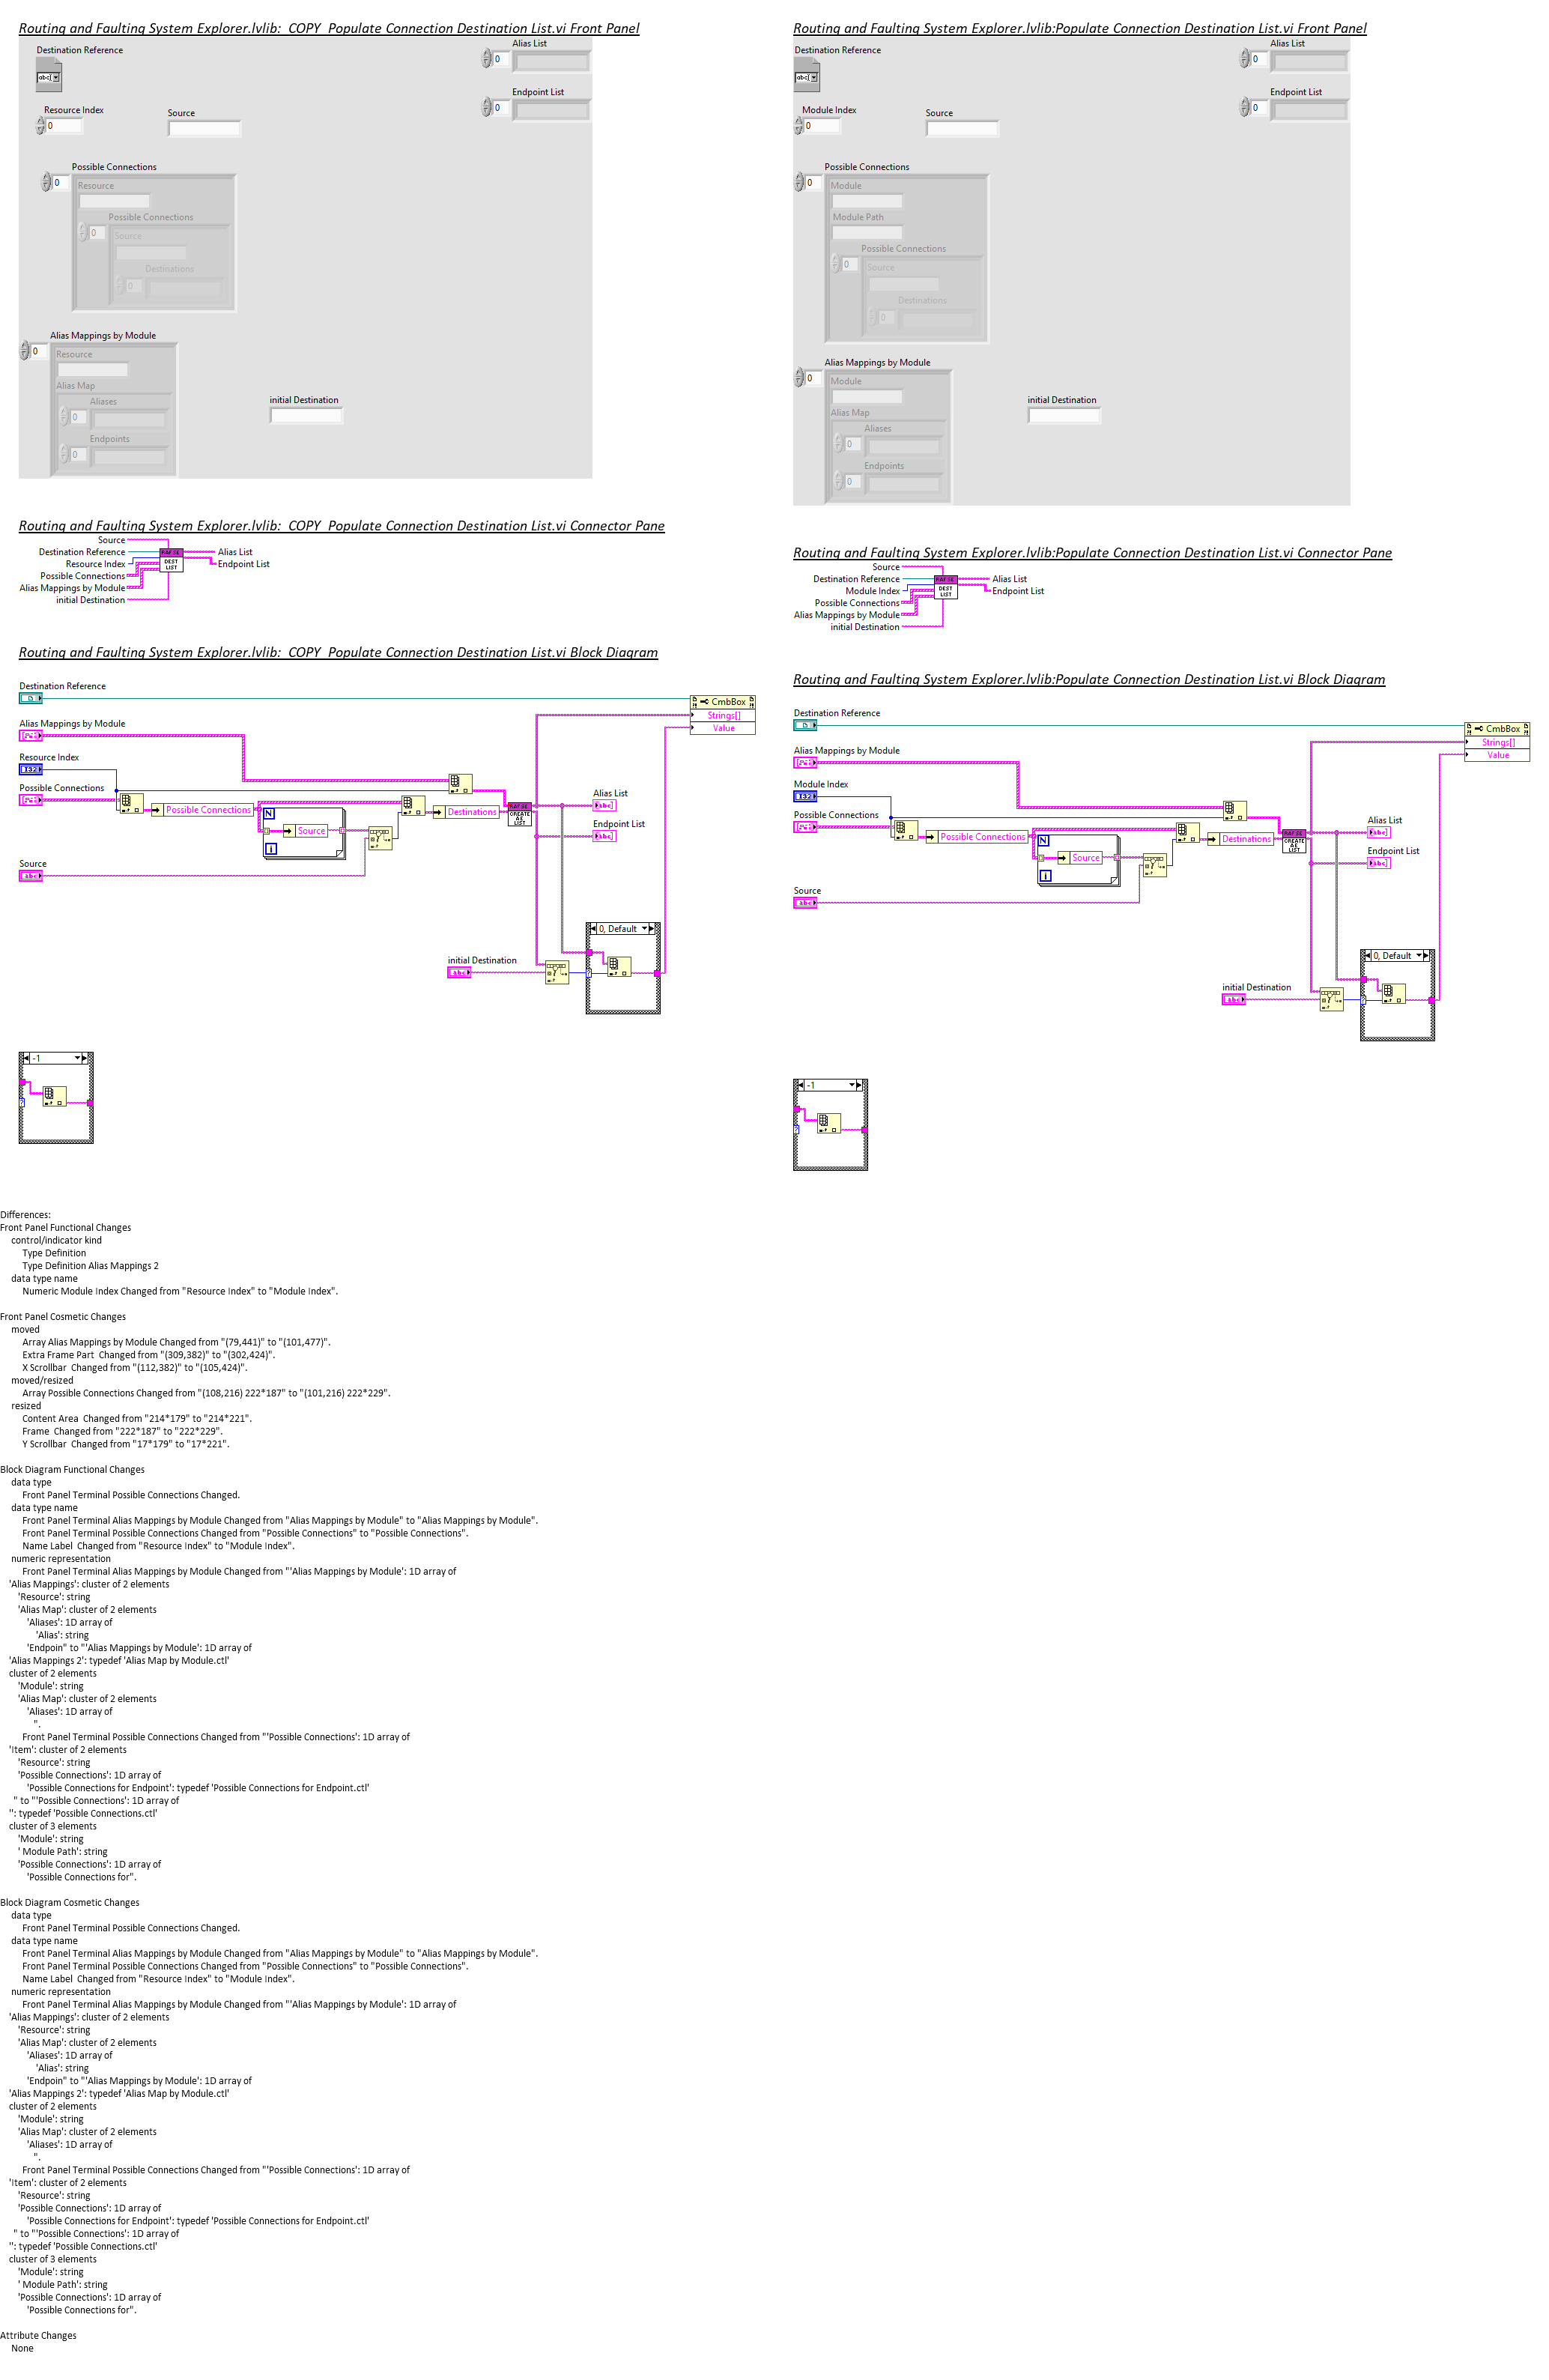 Routing and Faulting System Explorer.lvlib:  COPY  Populate Connection Destination List.vi Front Panel
Destination Reference
abc
Alias List
0
Endpoint List
0
Resource Index
0
Source
Possible Connections
0
Resource
Possible Connections
0
Source
Destinations
0
Alias Mappings by Module
0
Resource
Alias Map
Aliases
0
Endpoints
0
initial Destination
Routing and Faulting System Explorer.lvlib:  COPY  Populate Connection Destination List.vi Connector Pane
Source
Destination Reference
Resource Index
Possible Connections
Alias Mappings by Module
initial Destination
RAFSE
DEST
LIST
Alias List
Endpoint List
Routing and Faulting System Explorer.lvlib:  COPY  Populate Connection Destination List.vi Block Diagram
Destination Reference
CmbBox
Strings[]
Value
Alias Mappings by Module
Resource Index
I32
Possible Connections
Possible Connections
N
Source
i
Destinations
RAFSE
CREATE
AE
LIST
Alias List
abc
Endpoint List
abc
Source
abc
0, Default
initial Destination
abc
?
-1
?
Routing and Faulting System Explorer.lvlib:Populate Connection Destination List.vi Front Panel
Destination Reference
abc
Alias List
0
Endpoint List
0
Module Index
0
Source
Possible Connections
0
Module
Module Path
Possible Connections
0
Source
Destinations
0
Alias Mappings by Module
0
Module
Alias Map
Aliases
0
Endpoints
0
initial Destination
Routing and Faulting System Explorer.lvlib:Populate Connection Destination List.vi Connector Pane
Source
Destination Reference
Module Index
Possible Connections
Alias Mappings by Module
initial Destination
RAFSE
DEST
LIST
Alias List
Endpoint List
Routing and Faulting System Explorer.lvlib:Populate Connection Destination List.vi Block Diagram
Destination Reference
CmbBox
Strings[]
Value
Alias Mappings by Module
Module Index
I32
Possible Connections
Possible Connections
N
Source
i
Destinations
RAFSE
CREATE
AE
LIST
Alias List
abc
Endpoint List
abc
Source
abc
0, Default
initial Destination
abc
?
-1
?
Differences:
Front Panel Functional Changes
control/indicator kind
Type Definition
Type Definition Alias Mappings 2
data type name
Numeric Module Index Changed from "Resource Index" to "Module Index".
Front Panel Cosmetic Changes
moved
Array Alias Mappings by Module Changed from "(79,441)" to "(101,477)".
Extra Frame Part  Changed from "(309,382)" to "(302,424)".
X Scrollbar  Changed from "(112,382)" to "(105,424)".
moved/resized
Array Possible Connections Changed from "(108,216) 222*187" to "(101,216) 222*229".
resized
Content Area  Changed from "214*179" to "214*221".
Frame  Changed from "222*187" to "222*229".
Y Scrollbar  Changed from "17*179" to "17*221".
Block Diagram Functional Changes
data type
Front Panel Terminal Possible Connections Changed.
data type name
Front Panel Terminal Alias Mappings by Module Changed from "Alias Mappings by Module" to "Alias Mappings by Module".
Front Panel Terminal Possible Connections Changed from "Possible Connections" to "Possible Connections".
Name Label  Changed from "Resource Index" to "Module Index".
numeric representation
Front Panel Terminal Alias Mappings by Module Changed from "'Alias Mappings by Module': 1D array of
'Alias Mappings': cluster of 2 elements
'Resource': string
'Alias Map': cluster of 2 elements
'Aliases': 1D array of
'Alias': string
'Endpoin" to "'Alias Mappings by Module': 1D array of
'Alias Mappings 2': typedef 'Alias Map by Module.ctl'
cluster of 2 elements
'Module': string
'Alias Map': cluster of 2 elements
'Aliases': 1D array of
".
Front Panel Terminal Possible Connections Changed from "'Possible Connections': 1D array of
'Item': cluster of 2 elements
'Resource': string
'Possible Connections': 1D array of
'Possible Connections for Endpoint': typedef 'Possible Connections for Endpoint.ctl'
" to "'Possible Connections': 1D array of
'': typedef 'Possible Connections.ctl'
cluster of 3 elements
'Module': string
' Module Path': string
'Possible Connections': 1D array of
'Possible Connections for".
Block Diagram Cosmetic Changes
data type
Front Panel Terminal Possible Connections Changed.
data type name
Front Panel Terminal Alias Mappings by Module Changed from "Alias Mappings by Module" to "Alias Mappings by Module".
Front Panel Terminal Possible Connections Changed from "Possible Connections" to "Possible Connections".
Name Label  Changed from "Resource Index" to "Module Index".
numeric representation
Front Panel Terminal Alias Mappings by Module Changed from "'Alias Mappings by Module': 1D array of
'Alias Mappings': cluster of 2 elements
'Resource': string
'Alias Map': cluster of 2 elements
'Aliases': 1D array of
'Alias': string
'Endpoin" to "'Alias Mappings by Module': 1D array of
'Alias Mappings 2': typedef 'Alias Map by Module.ctl'
cluster of 2 elements
'Module': string
'Alias Map': cluster of 2 elements
'Aliases': 1D array of
".
Front Panel Terminal Possible Connections Changed from "'Possible Connections': 1D array of
'Item': cluster of 2 elements
'Resource': string
'Possible Connections': 1D array of
'Possible Connections for Endpoint': typedef 'Possible Connections for Endpoint.ctl'
" to "'Possible Connections': 1D array of
'': typedef 'Possible Connections.ctl'
cluster of 3 elements
'Module': string
' Module Path': string
'Possible Connections': 1D array of
'Possible Connections for".
Attribute Changes
None